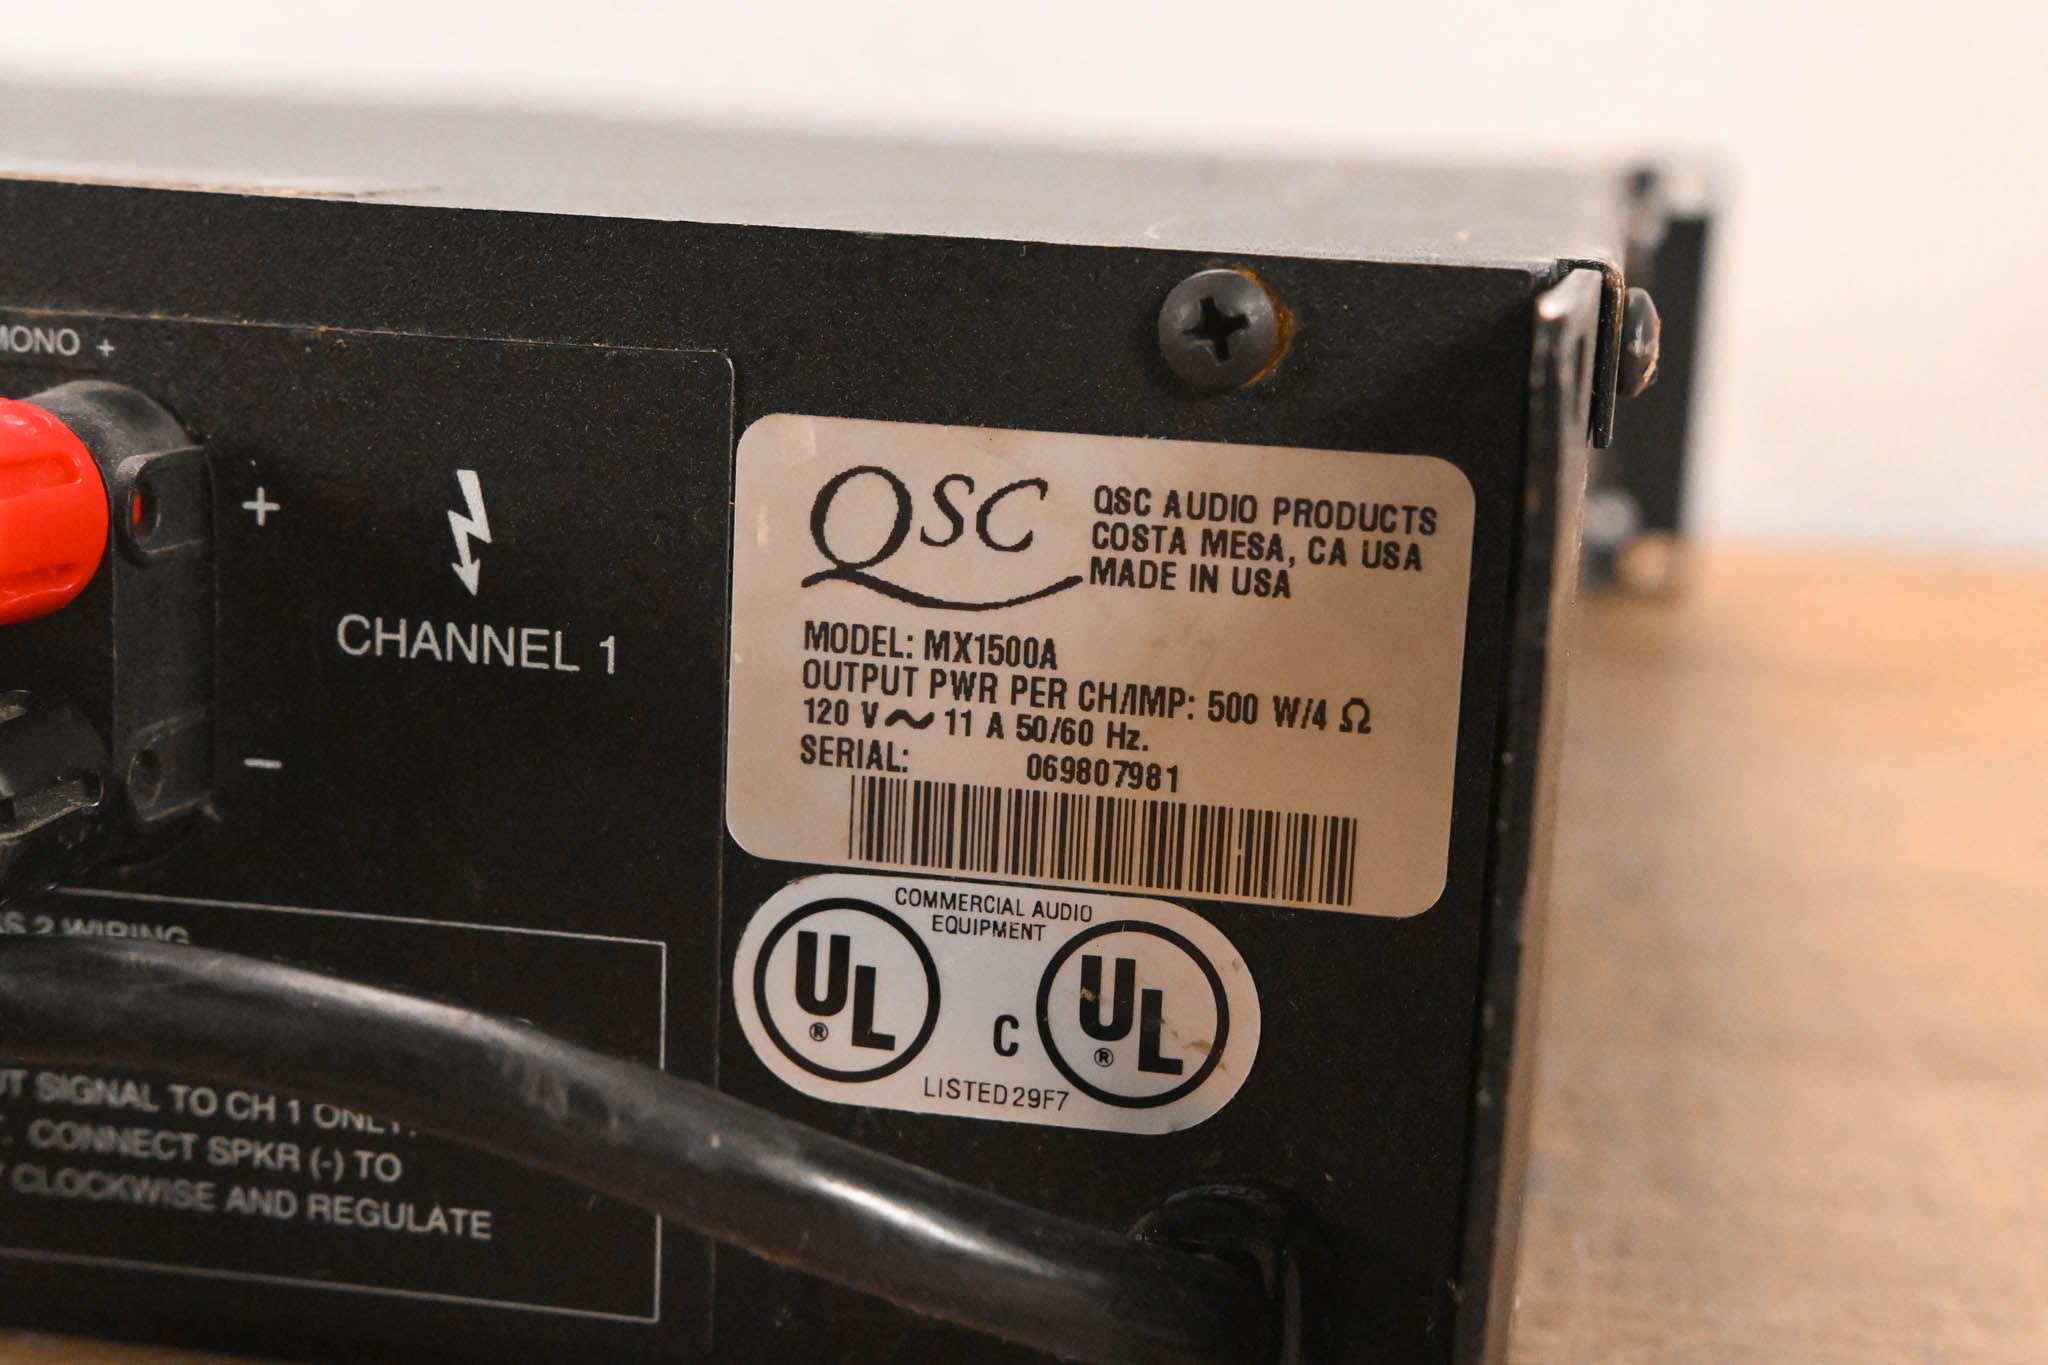 MONO +
+
CHANNEL 1
−
QSC
QSC AUDIO PRODUCTS
COSTA MESA, CA USA
MADE IN USA
MODEL: MX1500A
OUTPUT PWR PER CH/IMP: 500 W/4 Ω
120 V ~ 11 A 50/60 Hz.
SERIAL: 069807981
COMMERCIAL AUDIO
EQUIPMENT
UL ®
C UL ®
LISTED 29F7
2 WIRING
SIGNAL TO CH 1 ONLY.
CONNECT SPKR (-) TO
CLOCKWISE AND REGULATE